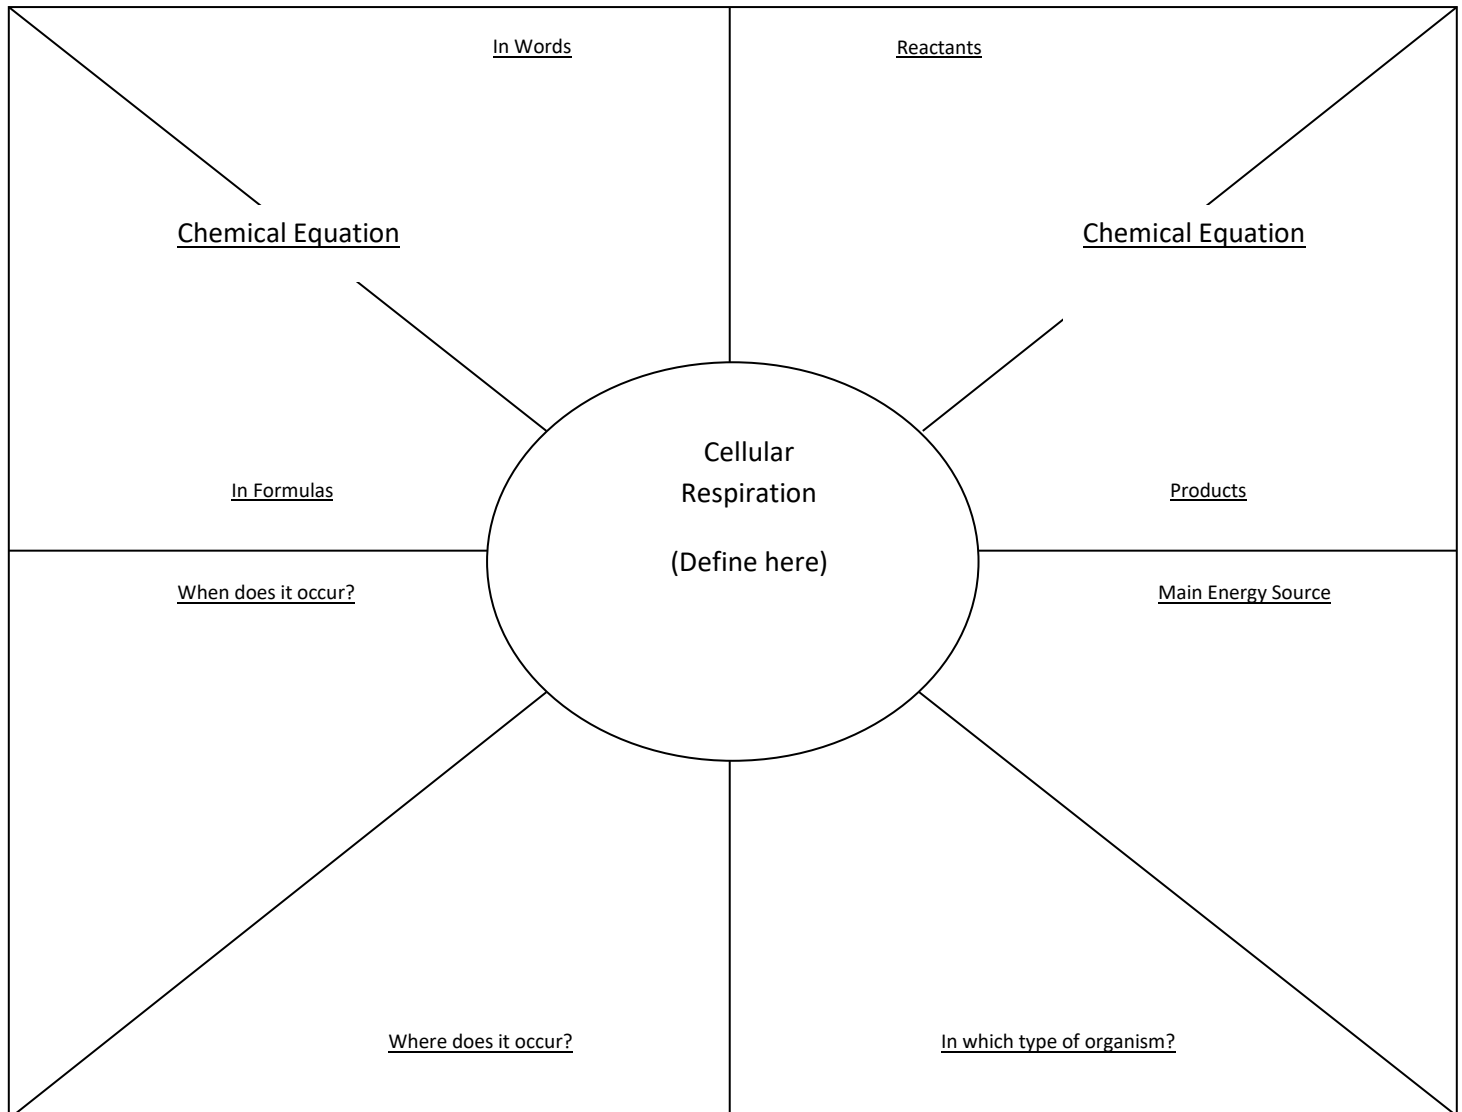 In Words
Reactants
Chemical Equation
Chemical Equation
Cellular
Respiration
(Define here)
In Formulas
Products
When does it occur?
Main Energy Source
Where does it occur?
In which type of organism?